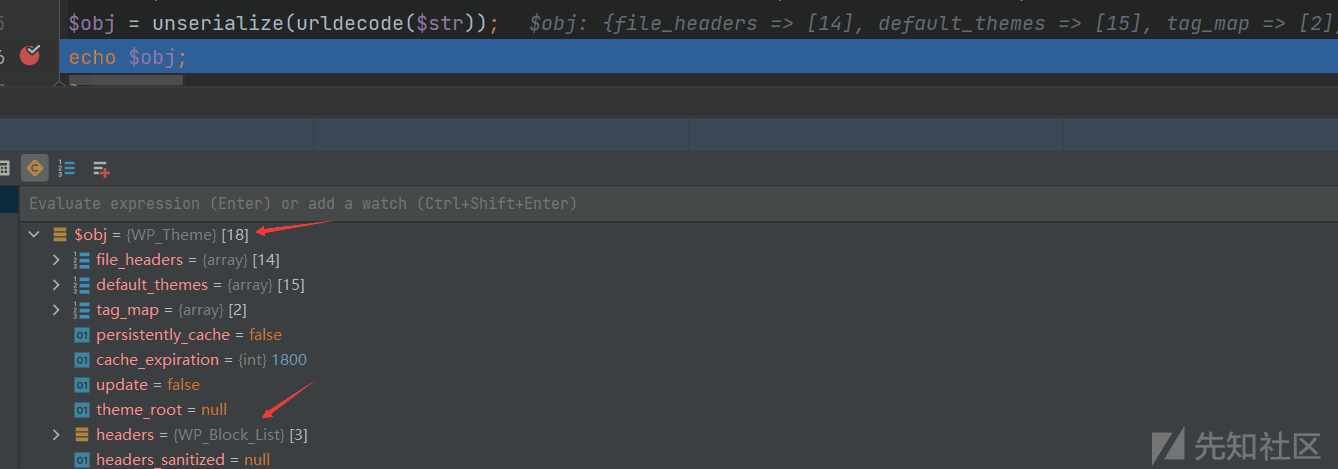 $obj = unserialize(urldecode($str)); $obj: {file_headers => [14], default_themes => [15], tag_map => [2],
echo $obj;
Evaluate expression (Enter) or add a watch (Ctrl+Shift+Enter)
$obj = {WP_Theme} [18]
file_headers = {array} [14]
default_themes = {array} [15]
tag_map = {array} [2]
persistently_cache = false
cache_expiration = {int} 1800
update = false
theme_root = null
headers = {WP_Block_List} [3]
headers_sanitized = null
先知社区